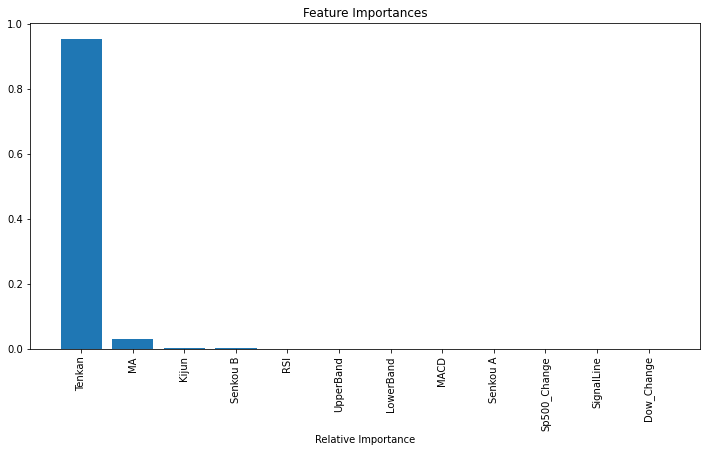 Feature Importances
1.0
0.8
0.6
0.4
0.2
0.0
Tenkan
MA
Kijun
Senkou B
RSI
UpperBand
LowerBand
MACD
Senkou A
Sp500_Change
SignalLine
Dow_Change
Relative Importance